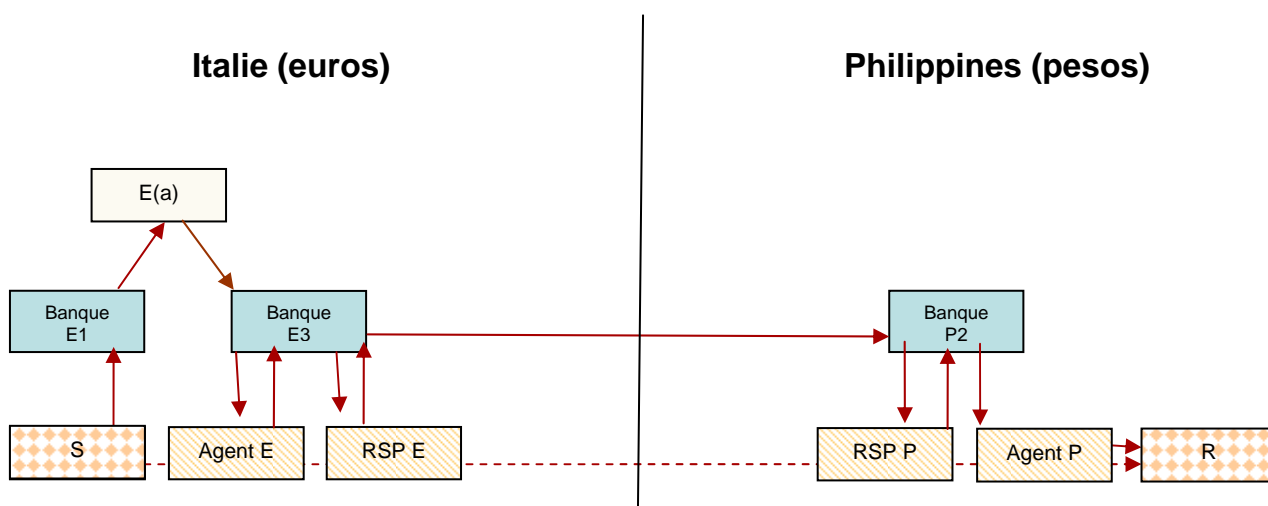 Italie (euros)
Philippines (pesos)
E(a)
Banque
E1
Banque
E3
Banque
P2
S
Agent E
RSP E
RSP P
Agent P
R